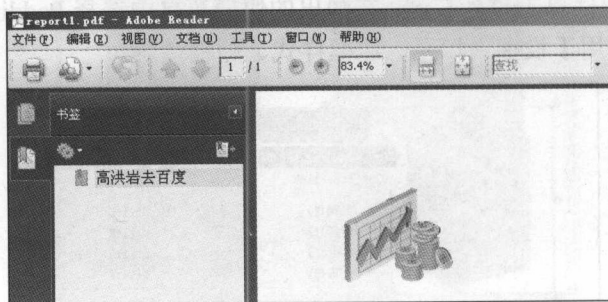 report1.pdf - Adobe Reader
文件(F) 编辑(E) 视图(V) 文档(D) 工具(T) 窗口(W) 帮助(H)
1 / 1 83.4% 查找
书签
高洪岩去百度